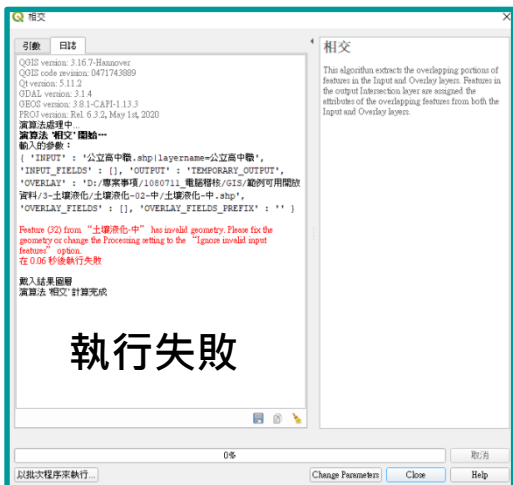 相交
引數 日誌
QGIS version: 3.16.7-Hannover
QGIS code revision: 0471743889
Qt version: 5.11.2
GDAL version: 3.1.4
GEOS version: 3.8.1-CAPI-1.13.3
PROJ version: Rel. 6.3.2, May 1st, 2020
演算法處理中…
演算法 '相交' 開始…
輸入的參數：
{ 'INPUT' : '公立高中職.shp|layername=公立高中職',
'INPUT_FIELDS' : [], 'OUTPUT' : 'TEMPORARY_OUTPUT',
'OVERLAY' : 'D:/專案事項/1080711_電腦稽核/GIS/範例可用開放
資料/3-土壤液化/土壤液化-02-中/土壤液化-中.shp',
'OVERLAY_FIELDS' : [], 'OVERLAY_FIELDS_PREFIX' : '' }
Feature (32) from “土壤液化-中” has invalid geometry. Please fix the
geometry or change the Processing setting to the “Ignore invalid input
features” option.
在 0.06 秒後執行失敗
載入結果圖層
演算法 '相交' 計算完成
執行失敗
相交
This algorithm extracts the overlapping portions of
features in the Input and Overlay layers. Features in
the output Intersection layer are assigned the
attributes of the overlapping features from both the
Input and Overlay layers.
0%
取消
以批次程序來執行…
Change Parameters
Close
Help